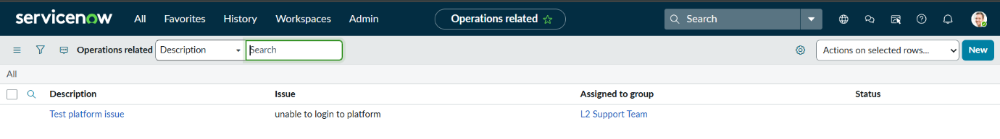 servicenow All Favorites History Workspaces Admin Operations related Search
Operations related Description Search Actions on selected rows... New
All
Description Issue Assigned to group Status
Test platform issue unable to login to platform L2 Support Team